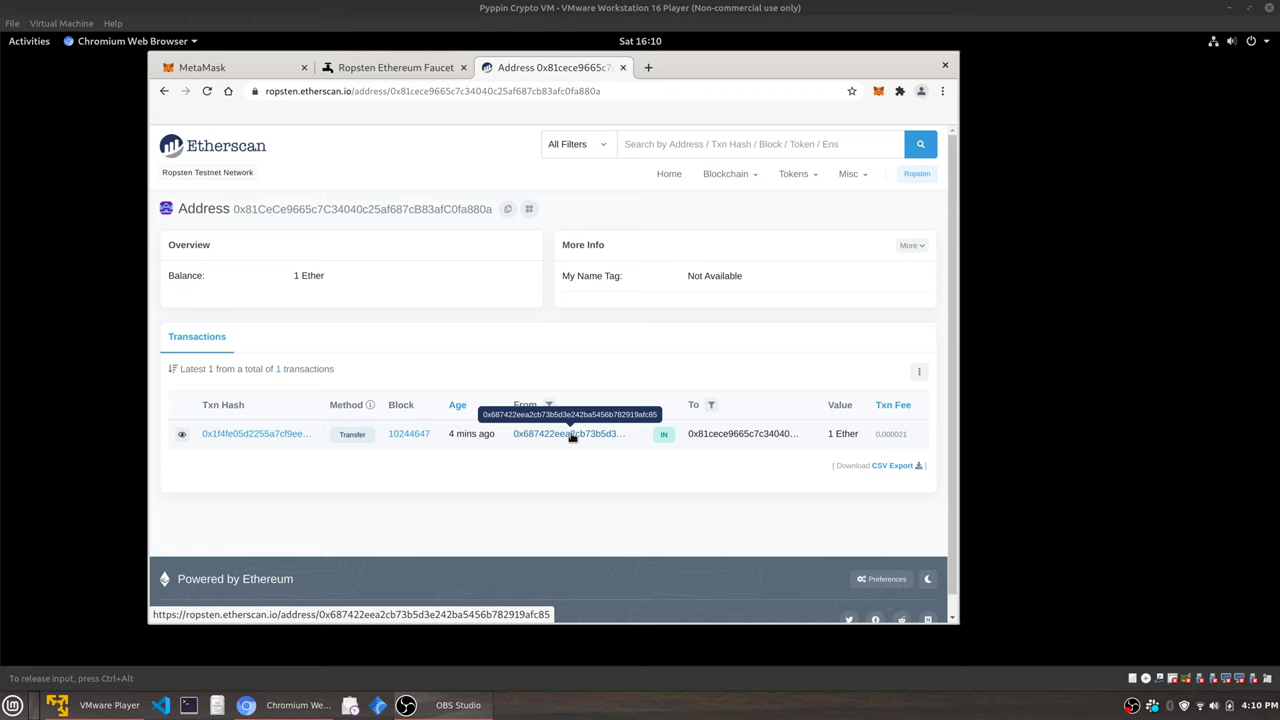 Pyppin Crypto VM - VMware Workstation 16 Player (Non-commercial use only)
File Virtual Machine Help
Activities Chromium Web Browser Sat 16:10
MetaMask Ropsten Ethereum Faucet Address 0x81cece9665c7
ropsten.etherscan.io/address/0x81cece9665c7c34040c25af687cb83afc0fa880a
Etherscan All Filters Search by Address / Txn Hash / Block / Token / Ens
Ropsten Testnet Network
Home Blockchain Tokens Misc Ropsten
Address 0x81CeCe9665c7C34040c25af687cB83afC0fa880a
Overview More Info More
Balance: 1 Ether My Name Tag: Not Available
Transactions
Latest 1 from a total of 1 transactions
Txn Hash Method Block Age From To Value Txn Fee
0x687422eea2cb73b5d3e242ba5456b782919afc85
0x1f4fe05d2255a7cf9ee... Transfer 10244647 4 mins ago 0x687422eea2cb73b5d3... IN 0x81cece9665c7c34040... 1 Ether 0.000021
[ Download CSV Export ]
Powered by Ethereum Preferences
https://ropsten.etherscan.io/address/0x687422eea2cb73b5d3e242ba5456b782919afc85
To release input, press Ctrl+Alt
VMware Player Chromium We... OBS Studio 4:10 PM